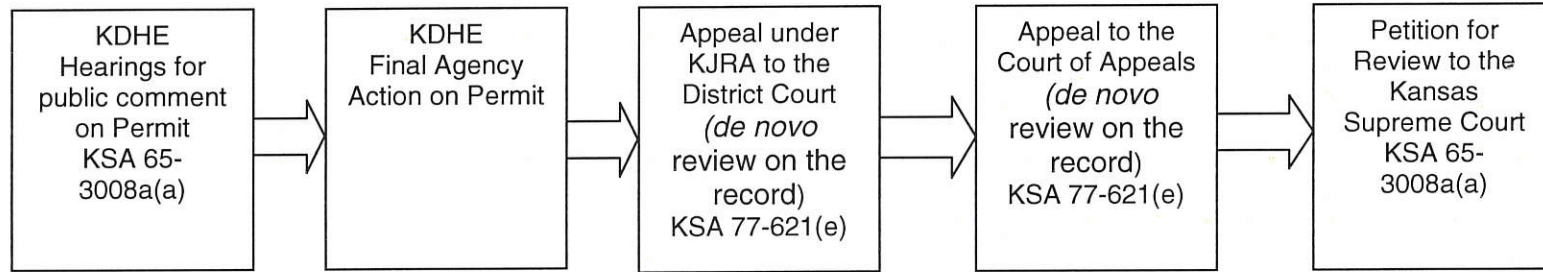 KDHE
Hearings for
public comment
on Permit
KSA 65-
3008a(a)
KDHE
Final Agency
Action on Permit
Appeal under
KJRA to the
District Court
(de novo
review on the
record)
KSA 77-621(e)
Appeal to the
Court of Appeals
(de novo
review on the
record)
KSA 77-621(e)
Petition for
Review to the
Kansas
Supreme Court
KSA 65-
3008a(a)